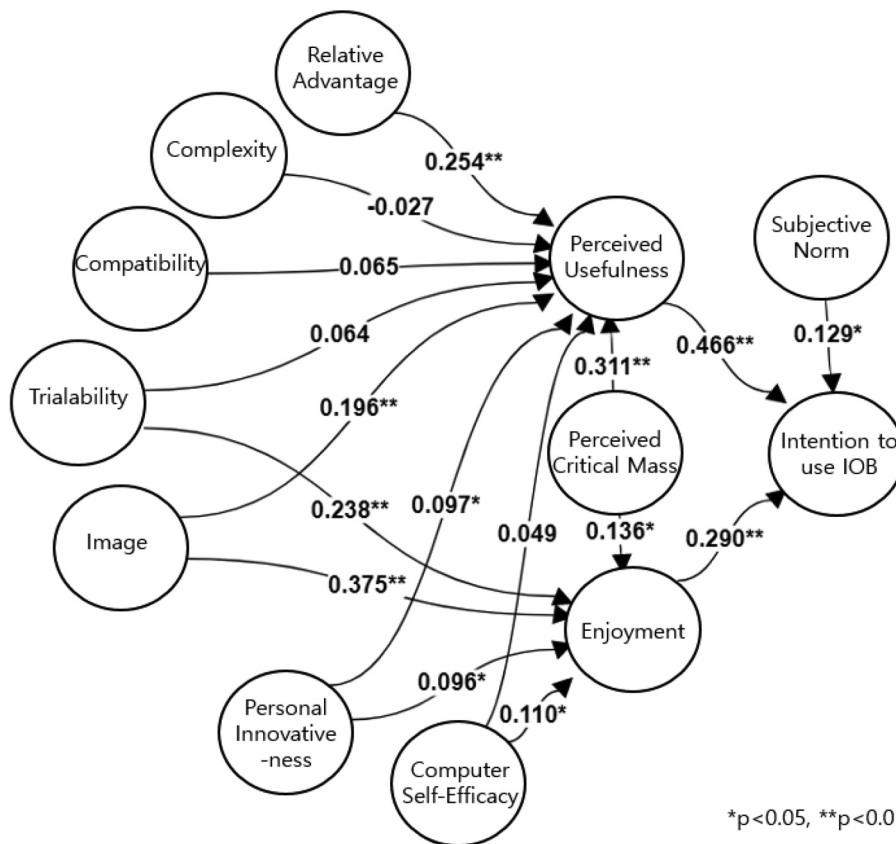 Relative
Advantage
Complexity
0.254**
-0.027
Compatibility
0.065
Perceived
Usefulness
Subjective
Norm
0.064
0.129*
0.466**
0.311**
Trialability
0.196**
Perceived
Critical Mass
Intention to
use IOB
0.238**
0.097*
0.049
0.136*
0.290**
Image
0.375**
Enjoyment
0.096*
0.110*
Personal
Innovative
-ness
Computer
Self-Efficacy
*p<0.05, **p<0.0